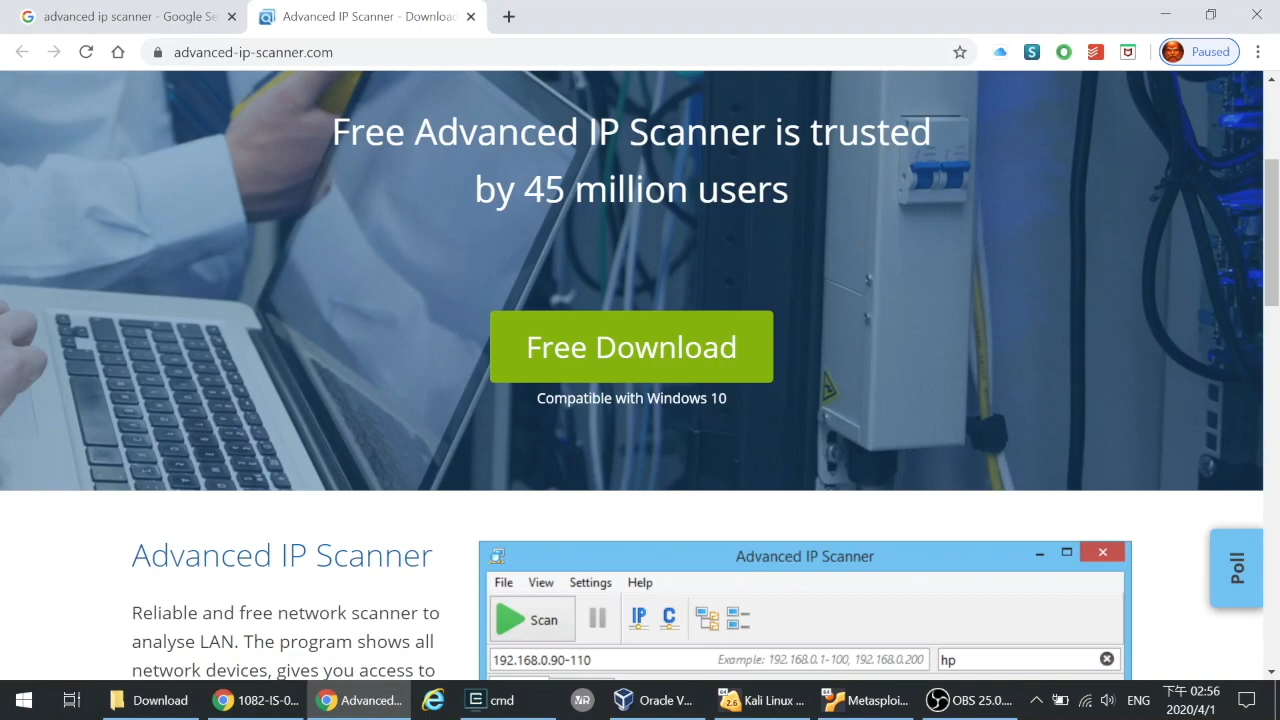 advanced ip scanner - Google Se
Advanced IP Scanner - Download
advanced-ip-scanner.com
S
Paused
Free Advanced IP Scanner is trusted
by 45 million users
Free Download
Compatible with Windows 10
Advanced IP Scanner
Reliable and free network scanner to
analyse LAN. The program shows all
network devices, gives you access to
Advanced IP Scanner
File View Settings Help
Scan
IP
C
192.168.0.90-110
Example: 192.168.0.1-100, 192.168.0.200
hp
Poll
Download
1082-IS-0...
Advanced...
cmd
Oracle V...
2.6
Kali Linux ...
Metasploi...
OBS 25.0....
ENG
下午 02:56
2020/4/1